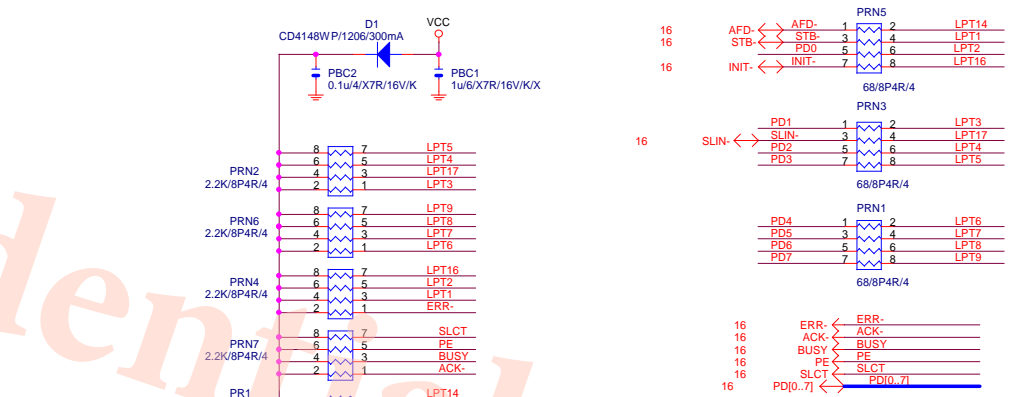 D1
CD4148WP/1206/300mA
VCC
PBC2
0.1u/4/X7R/16V/K
PBC1
1u/6/X7R/16V/K/X
PRN2
2.2K/8P4R/4
8 7 LPT5
6 5 LPT4
4 3 LPT17
2 1 LPT3
PRN6
2.2K/8P4R/4
8 7 LPT9
6 5 LPT8
4 3 LPT7
2 1 LPT6
PRN4
2.2K/8P4R/4
8 7 LPT16
6 5 LPT2
4 3 LPT1
2 1 ERR-
PRN7
2.2K/8P4R/4
8 7 SLCT
6 5 PE
4 3 BUSY
2 1 ACK-
PR1 LPT14
PRN5
16 AFD- AFD- 1 2 LPT14
16 STB- STB- 3 4 LPT1
PD0 5 6 LPT2
16 INIT- INIT- 7 8 LPT16
68/8P4R/4
PRN3
PD1 1 2 LPT3
16 SLIN- SLIN- 3 4 LPT17
PD2 5 6 LPT4
PD3 7 8 LPT5
68/8P4R/4
PRN1
PD4 1 2 LPT6
PD5 3 4 LPT7
PD6 5 6 LPT8
PD7 7 8 LPT9
68/8P4R/4
16 ERR- ERR-
16 ACK- ACK-
16 BUSY BUSY
16 PE PE
16 SLCT SLCT
16 PD[0..7] PD[0..7]
dential